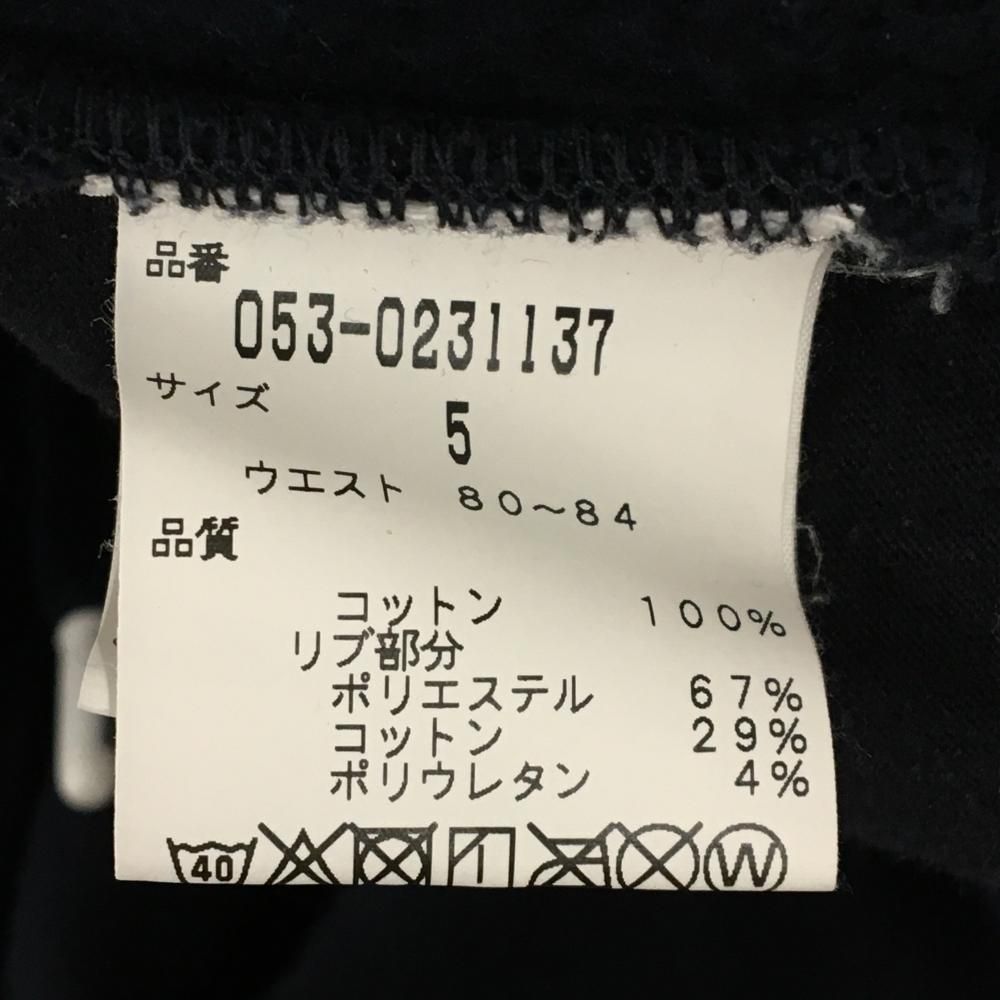 品番
053-0231137
サイズ
5
ウエスト 80～84
品質
コットン 100%
リブ部分
ポリエステル 67%
コットン 29%
ポリウレタン 4%
40 W